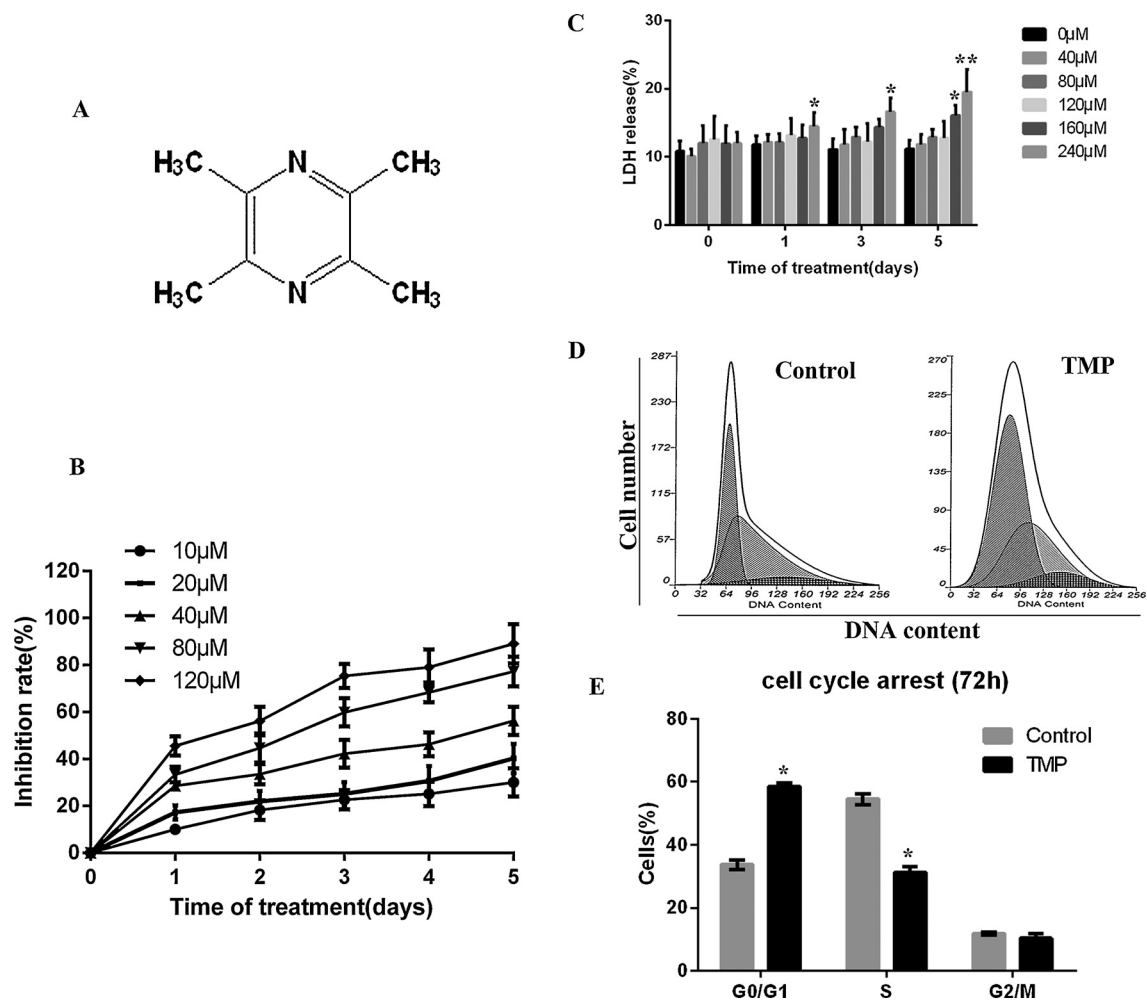 A
H₃C
N
CH₃
H₃C
N
CH₃
B
10µM
20µM
40µM
80µM
120µM
Inhibition rate(%)
120
100
80
60
40
20
0
0 1 2 3 4 5
Time of treatment(days)
C
0µM
40µM
80µM
120µM
160µM
240µM
LDH release(%)
30
20
10
0
* * * **
0 1 3 5
Time of treatment(days)
D
Cell number
Control
287
230
172
115
57
0
0 32 64 96 128 160 192 224 256
DNA Content
TMP
270
225
180
135
90
45
0
0 32 64 96 128 160 192 224 256
DNA Content
DNA content
E
cell cycle arrest (72h)
Control
TMP
Cells(%)
80
60
40
20
0
* *
G0/G1 S G2/M